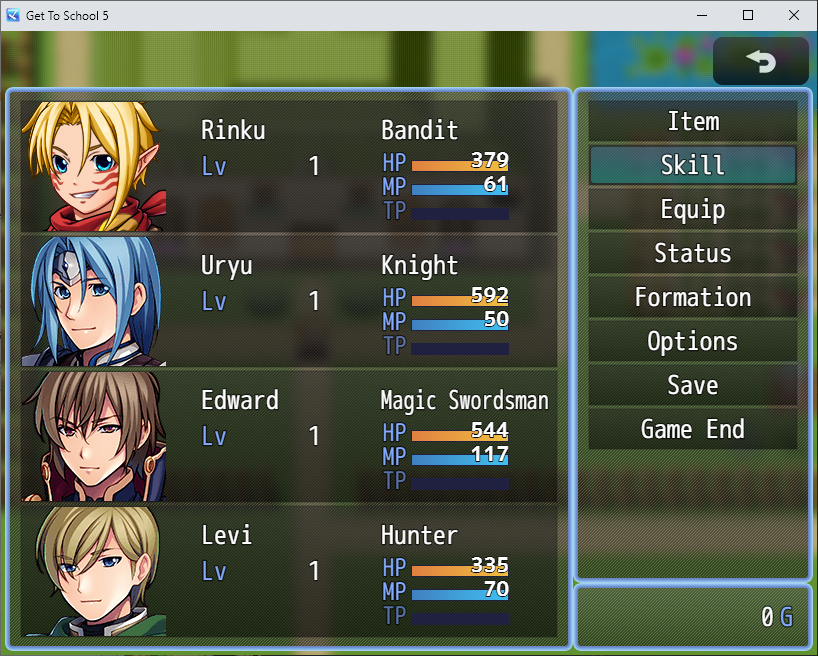 Get To School 5
Rinku Bandit
Lv 1 HP 379
MP 61
TP
Uryu Knight
Lv 1 HP 592
MP 50
TP
Edward Magic Swordsman
Lv 1 HP 544
MP 117
TP
Levi Hunter
Lv 1 HP 335
MP 70
TP
Item
Skill
Equip
Status
Formation
Options
Save
Game End
0 G